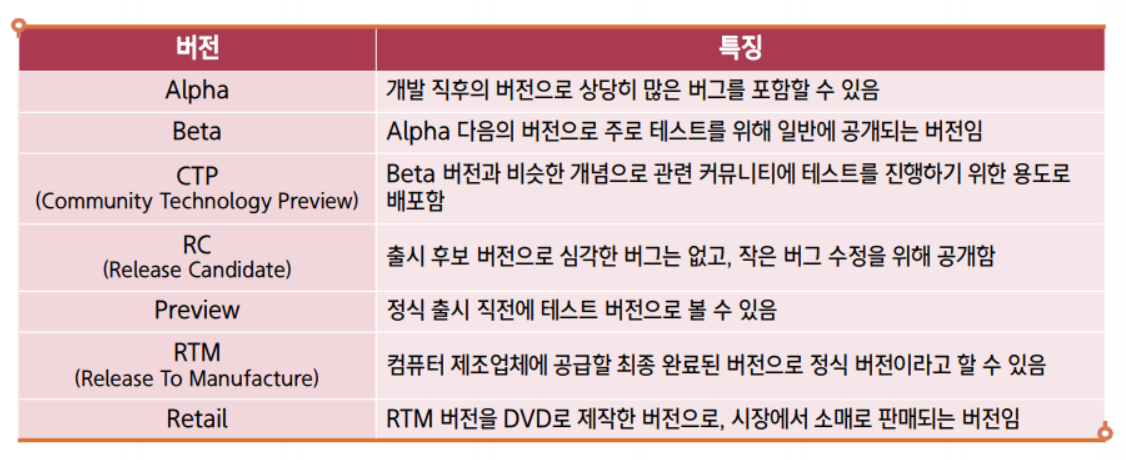 버전 특징
Alpha 개발 직후의 버전으로 상당히 많은 버그를 포함할 수 있음
Beta Alpha 다음의 버전으로 주로 테스트를 위해 일반에 공개되는 버전임
CTP
(Community Technology Preview)
Beta 버전과 비슷한 개념으로 관련 커뮤니티에 테스트를 진행하기 위한 용도로
배포함
RC
(Release Candidate)
출시 후보 버전으로 심각한 버그는 없고, 작은 버그 수정을 위해 공개함
Preview 정식 출시 직전에 테스트 버전으로 볼 수 있음
RTM
(Release To Manufacture)
컴퓨터 제조업체에 공급할 최종 완료된 버전으로 정식 버전이라고 할 수 있음
Retail RTM 버전을 DVD로 제작한 버전으로, 시장에서 소매로 판매되는 버전임